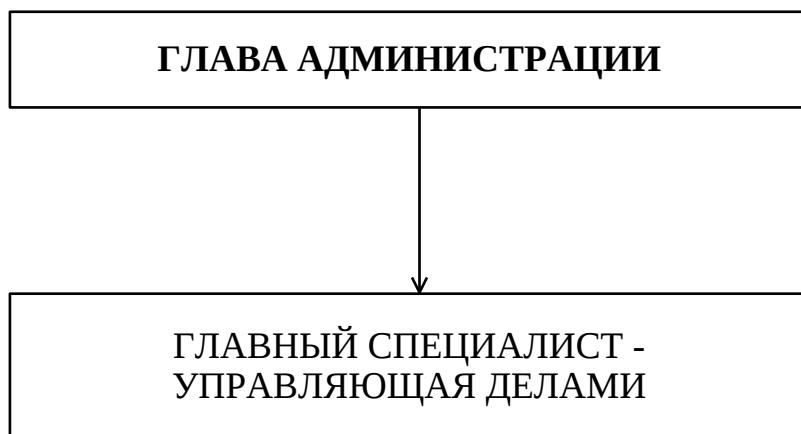 ГЛАВА АДМИНИСТРАЦИИ
ГЛАВНЫЙ СПЕЦИАЛИСТ -
УПРАВЛЯЮЩАЯ ДЕЛАМИ